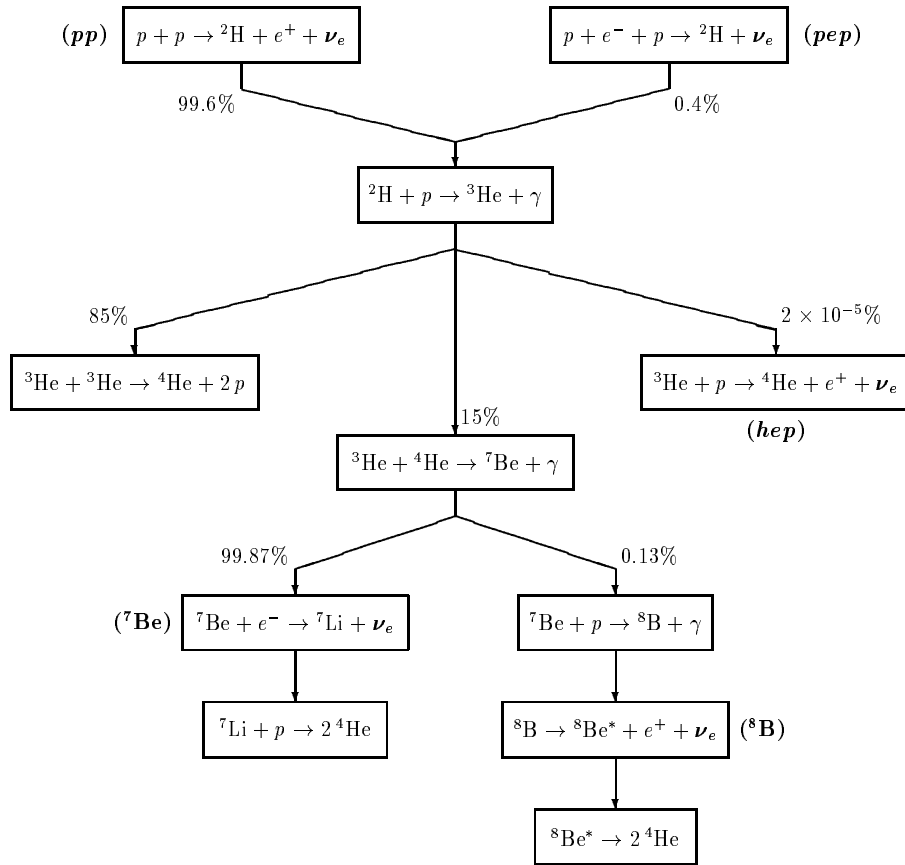 (pp) p + p → ²H + e⁺ + νₑ
p + e⁻ + p → ²H + νₑ (pep)
99.6%
0.4%
²H + p → ³He + γ
85%
2 × 10⁻⁵%
³He + ³He → ⁴He + 2 p
³He + p → ⁴He + e⁺ + νₑ
(hep)
15%
³He + ⁴He → ⁷Be + γ
99.87%
0.13%
(⁷Be) ⁷Be + e⁻ → ⁷Li + νₑ
⁷Be + p → ⁸B + γ
⁷Li + p → 2 ⁴He
⁸B → ⁸Be* + e⁺ + νₑ (⁸B)
⁸Be* → 2 ⁴He